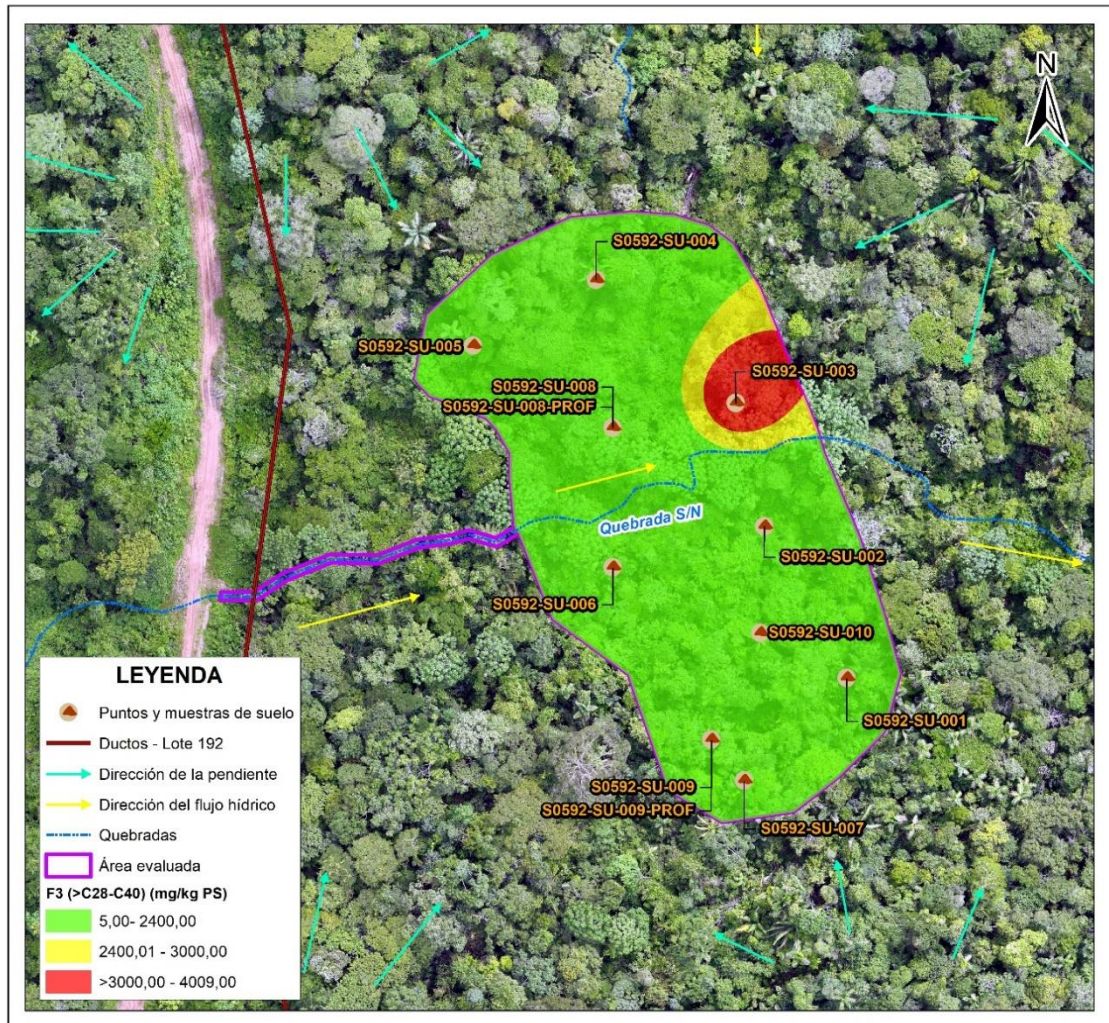 N
S0592-SU-004
S0592-SU-005
S0592-SU-003
S0592-SU-008
S0592-SU-008-PROF
Quebrada S/N
S0592-SU-002
S0592-SU-006
S0592-SU-010
S0592-SU-001
S0592-SU-009
S0592-SU-009-PROF
S0592-SU-007
LEYENDA
Puntos y muestras de suelo
Ductos - Lote 192
Dirección de la pendiente
Dirección del flujo hídrico
Quebradas
Área evaluada
F3 (>C28-C40) (mg/kg PS)
5,00- 2400,00
2400,01 - 3000,00
>3000,00 - 4009,00